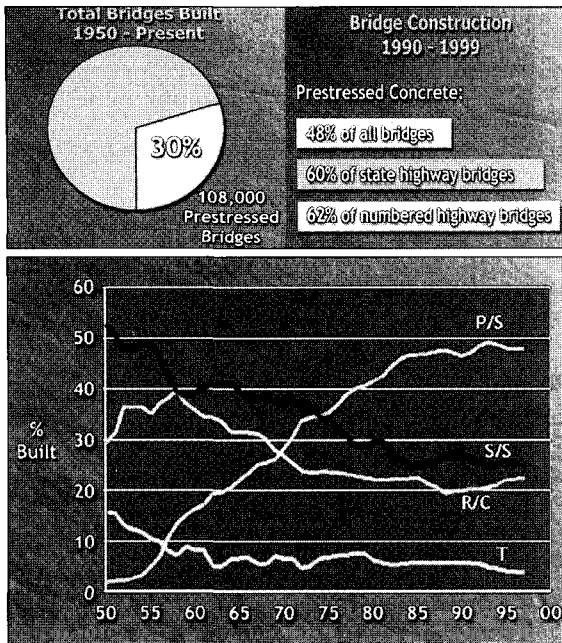 Total Bridges Built
1950 - Present
30%
108,000
Prestressed
Bridges
Bridge Construction
1990 - 1999
Prestressed Concrete:
48% of all bridges
60% of state highway bridges
62% of numbered highway bridges
60
50
40
30
20
10
0
%
Built
P/S
S/S
R/C
T
50 55 60 65 70 75 80 85 90 95 00